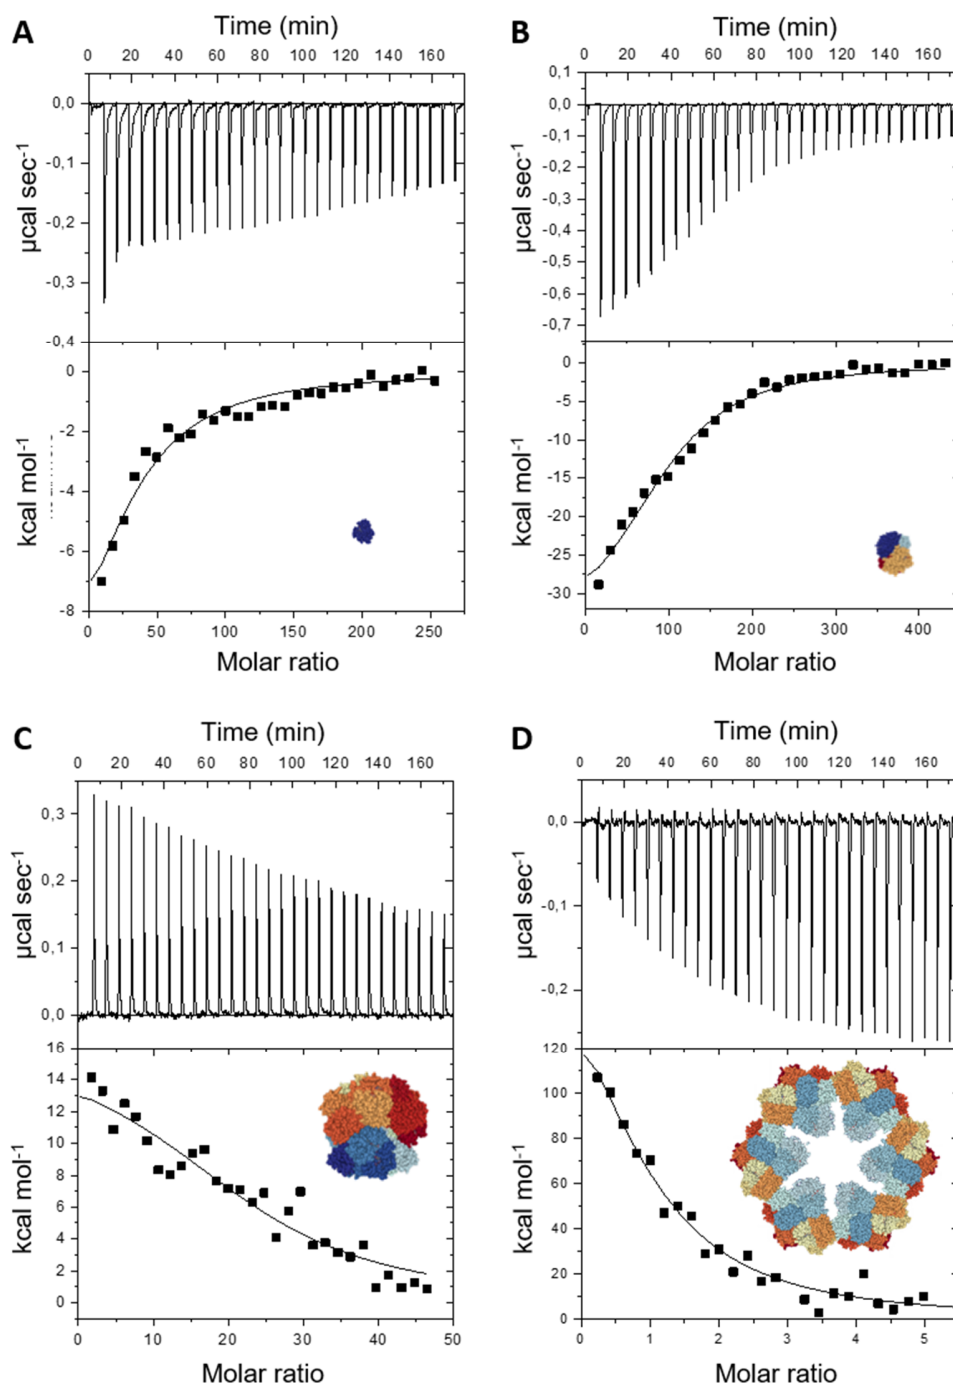 A
Time (min)
0 20 40 60 80 100 120 140 160
0,0
-0,1
-0,2
-0,3
-0,4
µcal sec-1
0
-2
-4
-6
-8
kcal mol-1
0 50 100 150 200 250
Molar ratio
B
Time (min)
0 20 40 60 80 100 120 140 160
0,1
0,0
-0,1
-0,2
-0,3
-0,4
-0,5
-0,6
-0,7
µcal sec-1
0
-5
-10
-15
-20
-25
-30
kcal mol-1
0 100 200 300 400
Molar ratio
C
Time (min)
0 20 40 60 80 100 120 140 160
0,3
0,2
0,1
0,0
µcal sec-1
16
14
12
10
8
6
4
2
0
kcal mol-1
0 10 20 30 40 50
Molar ratio
D
Time (min)
0 20 40 60 80 100 120 140 160
0,0
-0,1
-0,2
µcal sec-1
120
100
80
60
40
20
0
kcal mol-1
0 1 2 3 4 5
Molar ratio